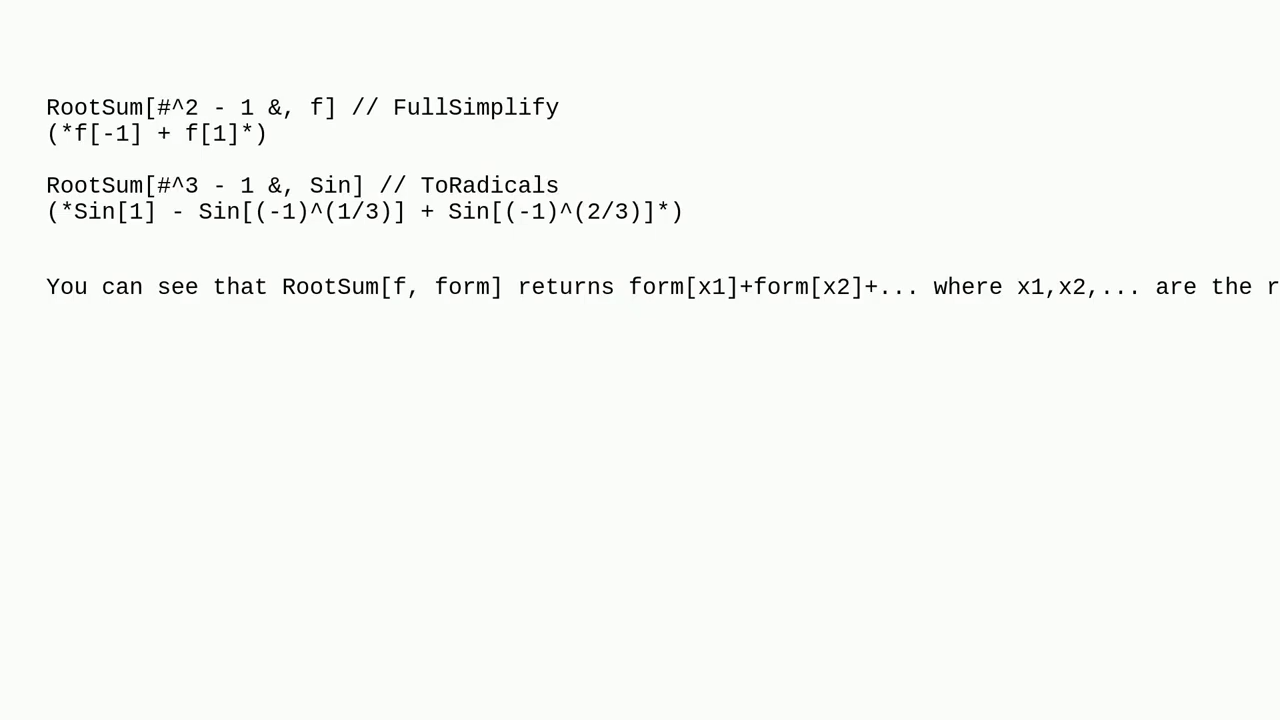 RootSum[#^2 - 1 &, f] // FullSimplify
(*f[-1] + f[1]*)
RootSum[#^3 - 1 &, Sin] // ToRadicals
(*Sin[1] - Sin[(-1)^(1/3)] + Sin[(-1)^(2/3)]*)
You can see that RootSum[f, form] returns form[x1]+form[x2]+... where x1,x2,... are the